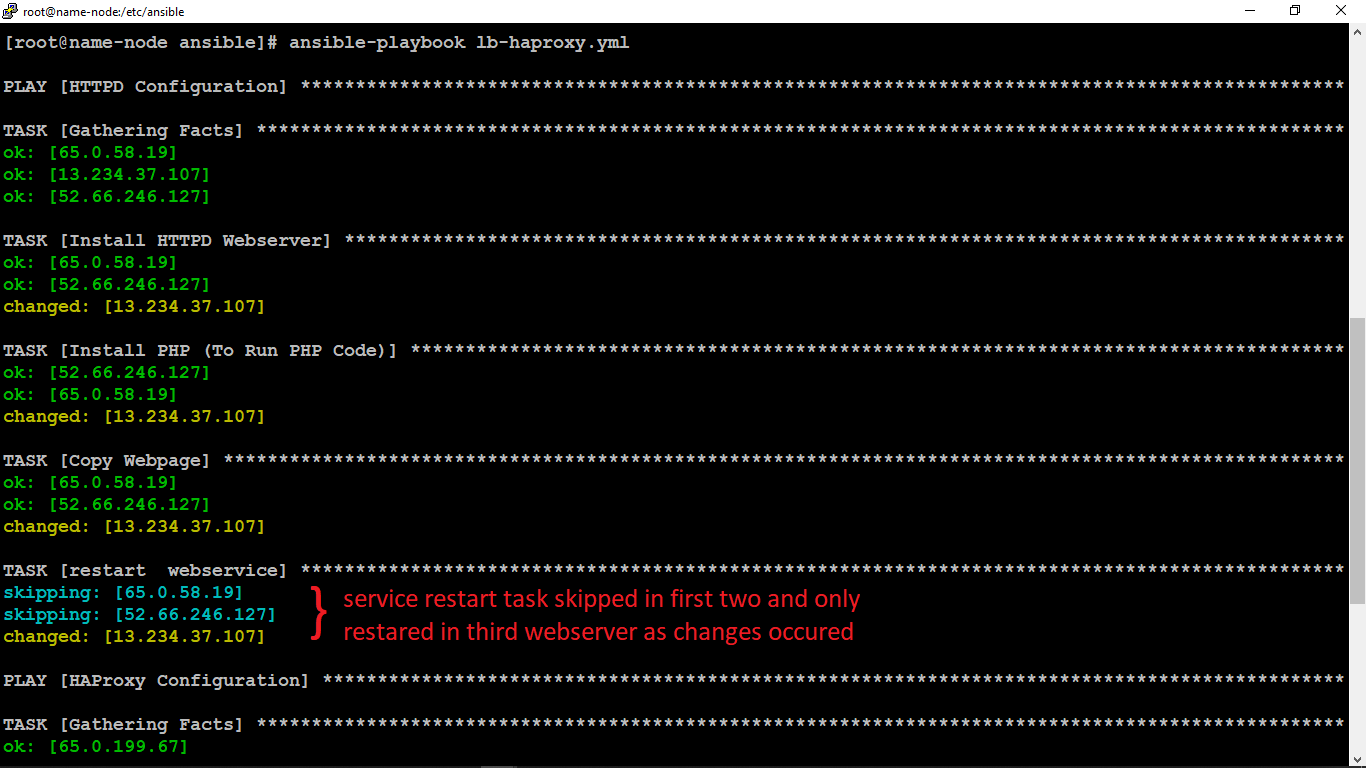 root@name-node:/etc/ansible
[root@name-node ansible]# ansible-playbook lb-haproxy.yml
PLAY [HTTPD Configuration] ***********************************************************************************************
TASK [Gathering Facts] ***************************************************************************************************
ok: [65.0.58.19]
ok: [13.234.37.107]
ok: [52.66.246.127]
TASK [Install HTTPD Webserver] *******************************************************************************************
ok: [65.0.58.19]
ok: [52.66.246.127]
changed: [13.234.37.107]
TASK [Install PHP (To Run PHP Code)] *************************************************************************************
ok: [52.66.246.127]
ok: [65.0.58.19]
changed: [13.234.37.107]
TASK [Copy Webpage] ******************************************************************************************************
ok: [65.0.58.19]
ok: [52.66.246.127]
changed: [13.234.37.107]
TASK [restart  webservice] ***********************************************************************************************
skipping: [65.0.58.19]
skipping: [52.66.246.127]
changed: [13.234.37.107]
} service restart task skipped in first two and only
restared in third webserver as changes occured
PLAY [HAProxy Configuration] *********************************************************************************************
TASK [Gathering Facts] ***************************************************************************************************
ok: [65.0.199.67]